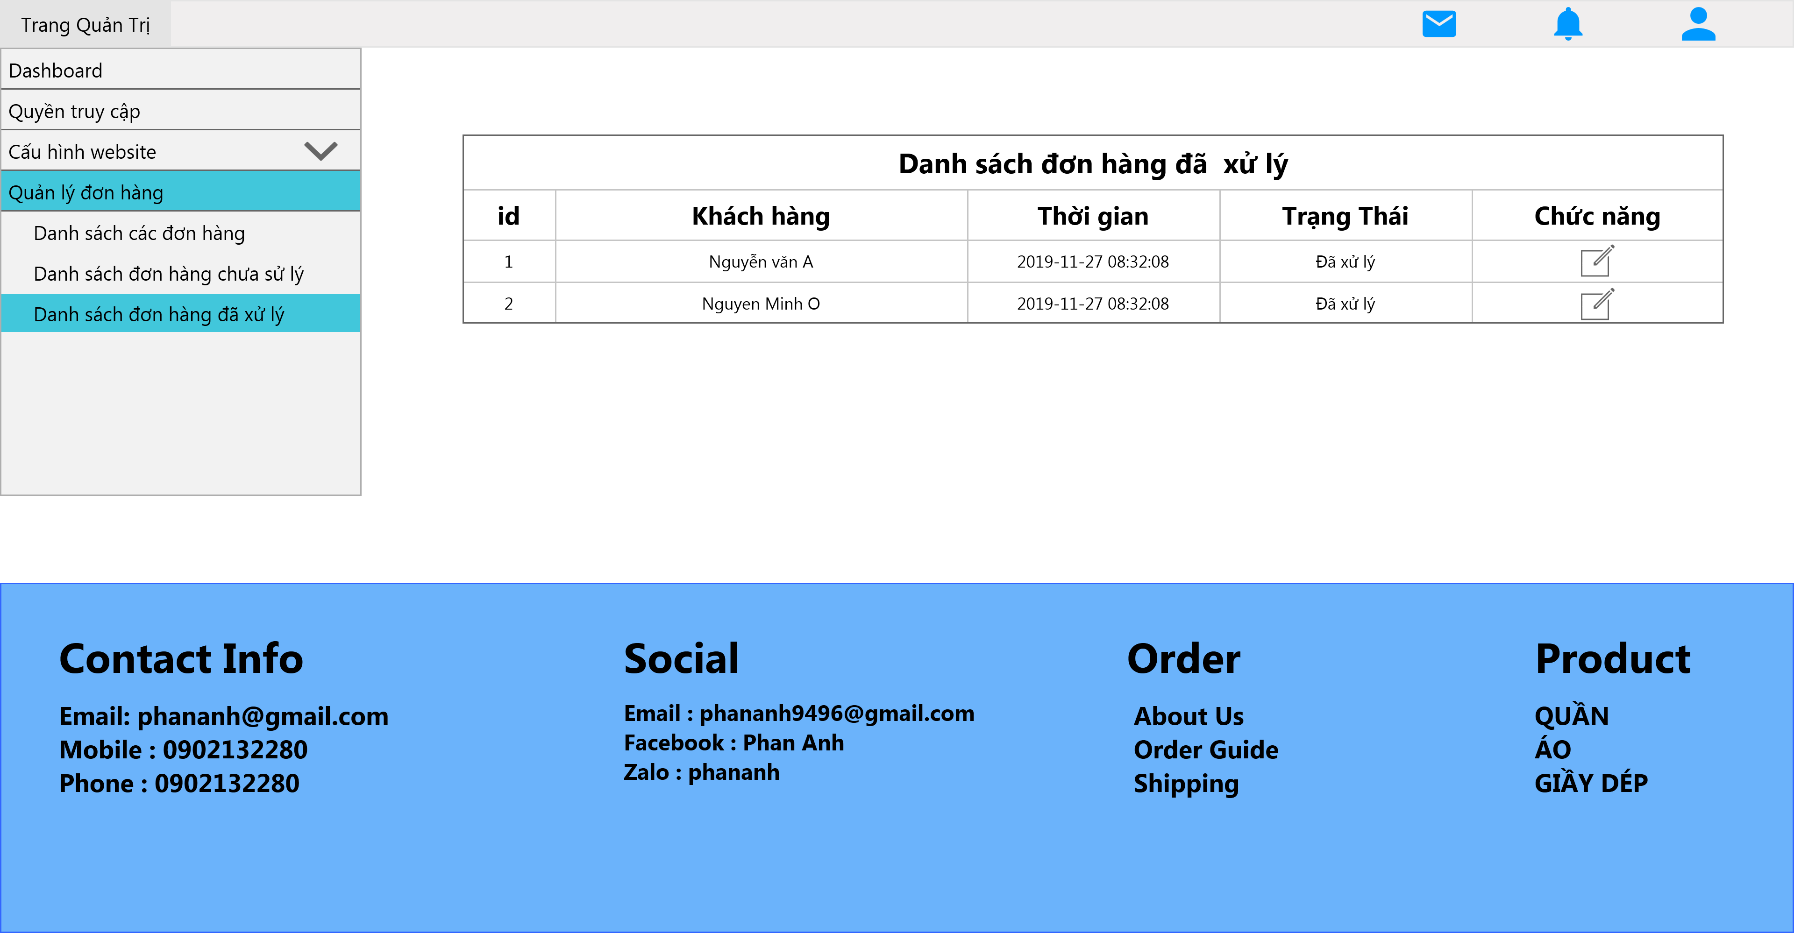 Trang Quản Trị
Dashboard
Quyền truy cập
Cấu hình website
Quản lý đơn hàng
Danh sách các đơn hàng
Danh sách đơn hàng chưa sử lý
Danh sách đơn hàng đã xử lý
Danh sách đơn hàng đã  xử lý
id Khách hàng Thời gian Trạng Thái Chức năng
1 Nguyễn văn A 2019-11-27 08:32:08 Đã xử lý
2 Nguyen Minh O 2019-11-27 08:32:08 Đã xử lý
Contact Info
Email: phananh@gmail.com
Mobile : 0902132280
Phone : 0902132280
Social
Email : phananh9496@gmail.com
Facebook : Phan Anh
Zalo : phananh
Order
About Us
Order Guide
Shipping
Product
QUẦN
ÁO
GIẦY DÉP